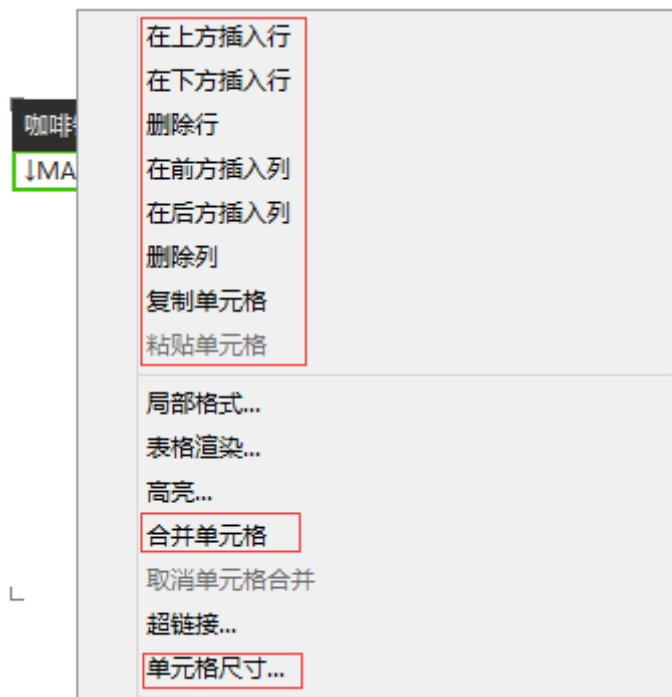 在上方插入行
在下方插入行
咖啡
删除行
在前方插入列
↓MA
在后方插入列
删除列
复制单元格
粘贴单元格
局部格式...
表格渲染...
高亮...
合并单元格
取消单元格合并
超链接...
单元格尺寸...